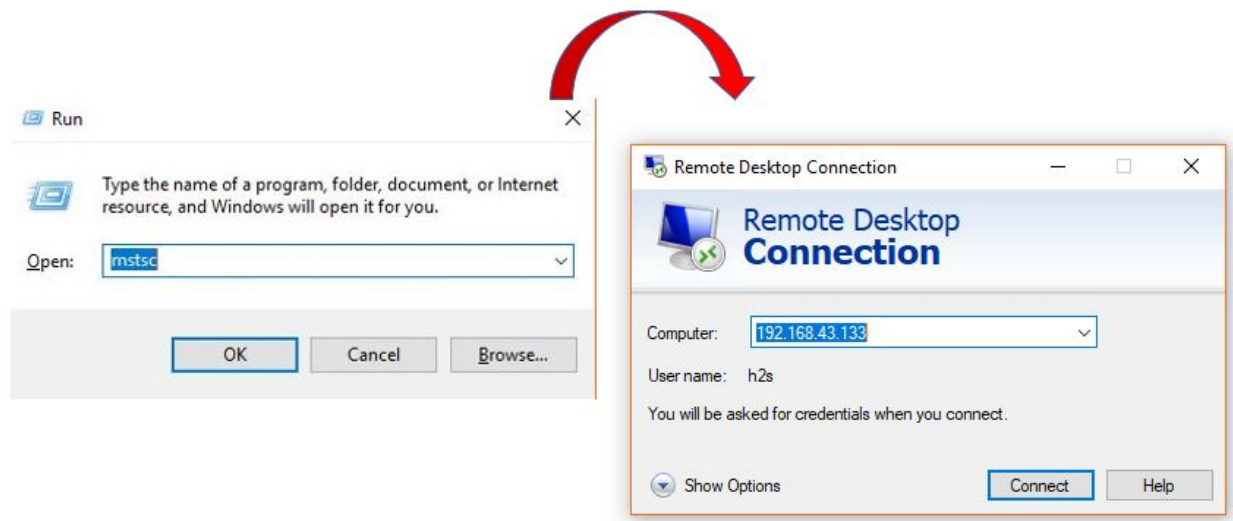 Run
Type the name of a program, folder, document, or Internet
resource, and Windows will open it for you.
Open:
mstsc
OK
Cancel
Browse...
Remote Desktop Connection
Remote Desktop
Connection
Computer:
192.168.43.133
User name:
h2s
You will be asked for credentials when you connect.
Show Options
Connect
Help